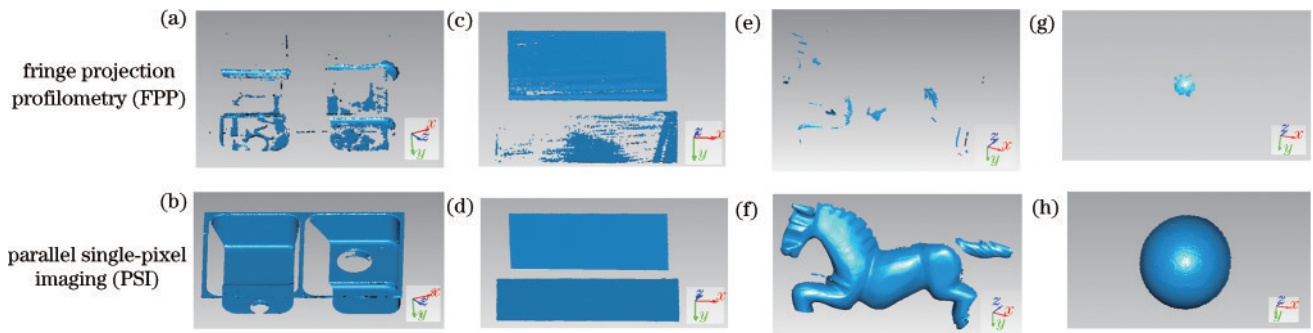 (a)
(c)
(e)
(g)
fringe projection
profilometry (FPP)
z x
y
z x
y
z x
y
z x
y
(b)
(d)
(f)
(h)
parallel single-pixel
imaging (PSI)
z x
y
z x
y
z x
y
z x
y